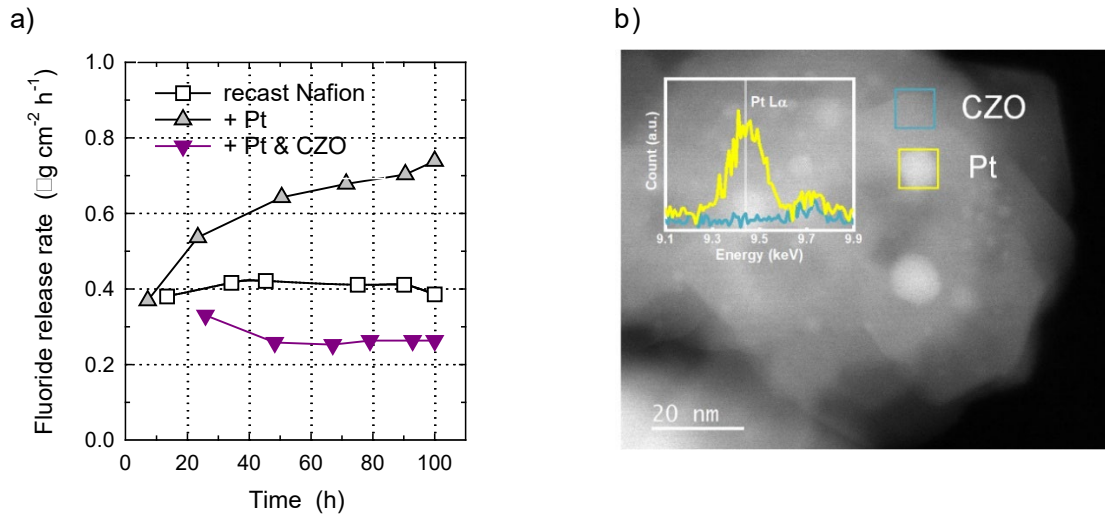 a)
Fluoride release rate (□g cm⁻² h⁻¹)
1.0
0.8
0.6
0.4
0.2
0.0
recast Nafion
+ Pt
+ Pt & CZO
0 20 40 60 80 100
Time (h)
b)
Count (a.u.)
Pt Lα
9.1 9.3 9.5 9.7 9.9
Energy (keV)
CZO
Pt
20 nm